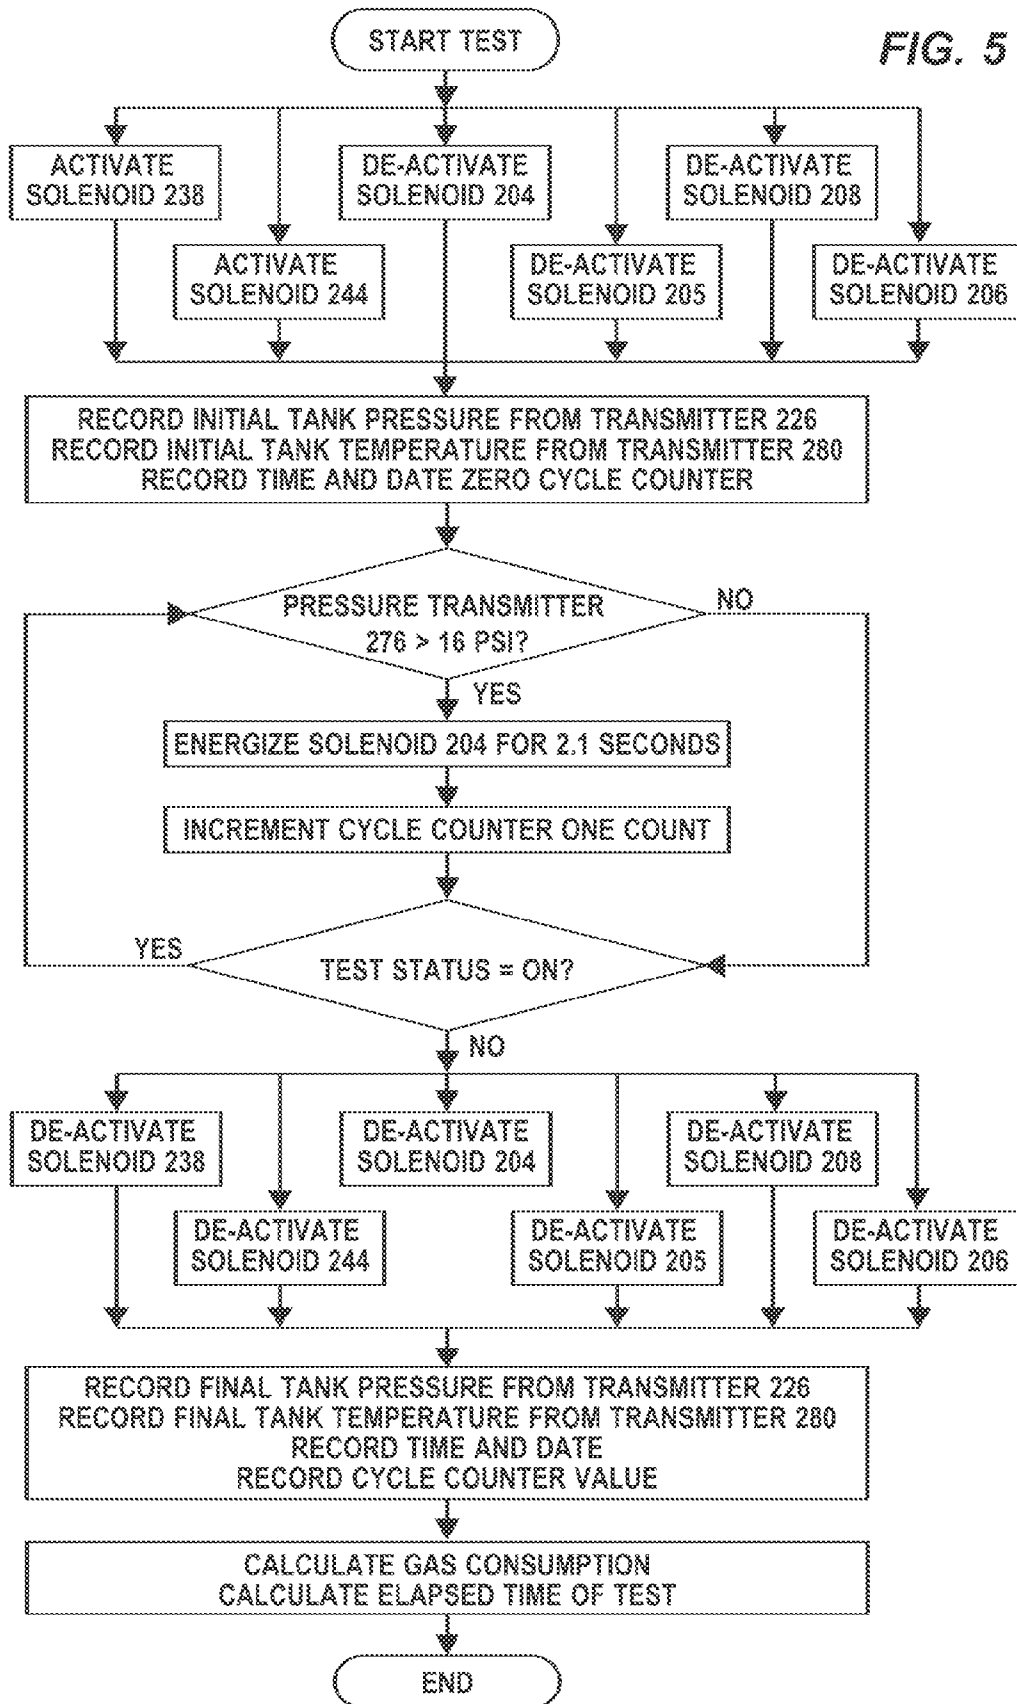 START TEST
FIG. 5
ACTIVATE
SOLENOID 238
DE-ACTIVATE
SOLENOID 204
DE-ACTIVATE
SOLENOID 208
ACTIVATE
SOLENOID 244
DE-ACTIVATE
SOLENOID 205
DE-ACTIVATE
SOLENOID 206
RECORD INITIAL TANK PRESSURE FROM TRANSMITTER 226
RECORD INITIAL TANK TEMPERATURE FROM TRANSMITTER 280
RECORD TIME AND DATE ZERO CYCLE COUNTER
PRESSURE TRANSMITTER
276 > 16 PSI?
NO
YES
ENERGIZE SOLENOID 204 FOR 2.1 SECONDS
INCREMENT CYCLE COUNTER ONE COUNT
YES
TEST STATUS = ON?
NO
DE-ACTIVATE
SOLENOID 238
DE-ACTIVATE
SOLENOID 204
DE-ACTIVATE
SOLENOID 208
DE-ACTIVATE
SOLENOID 244
DE-ACTIVATE
SOLENOID 205
DE-ACTIVATE
SOLENOID 206
RECORD FINAL TANK PRESSURE FROM TRANSMITTER 226
RECORD FINAL TANK TEMPERATURE FROM TRANSMITTER 280
RECORD TIME AND DATE
RECORD CYCLE COUNTER VALUE
CALCULATE GAS CONSUMPTION
CALCULATE ELAPSED TIME OF TEST
END